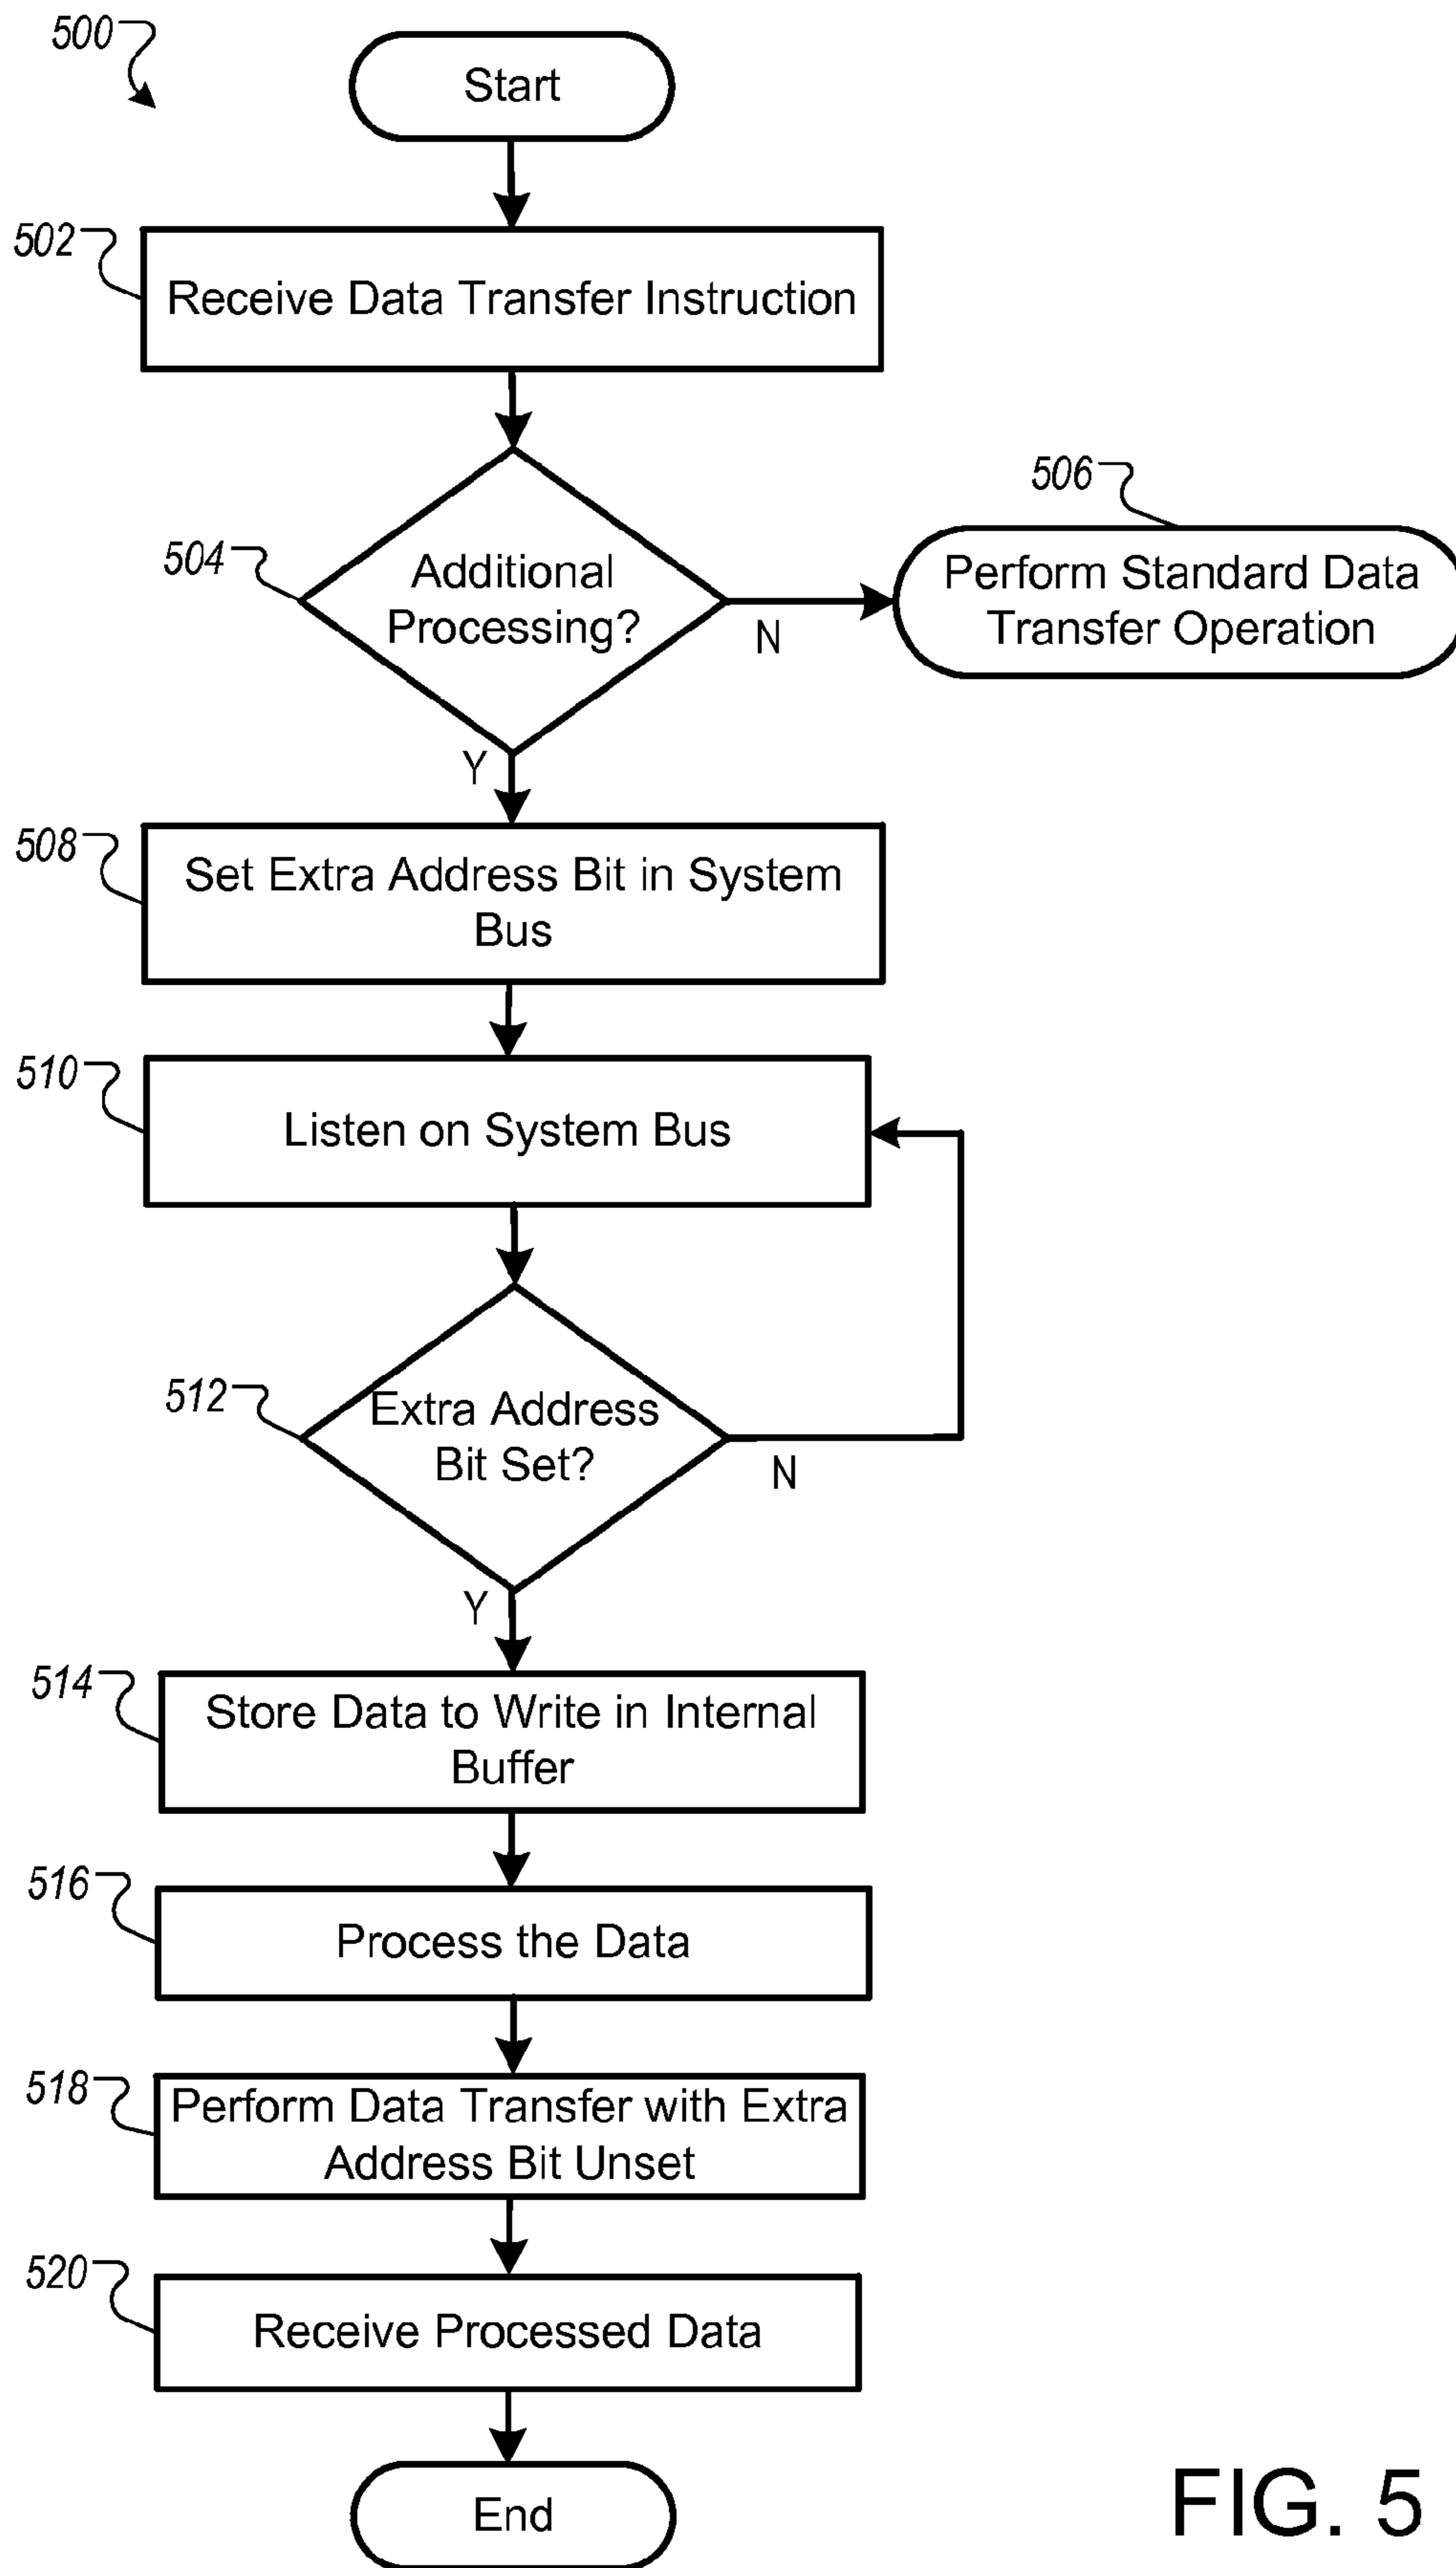 500
Start
502
Receive Data Transfer Instruction
504
Additional
Processing?
N
506
Perform Standard Data
Transfer Operation
Y
508
Set Extra Address Bit in System
Bus
510
Listen on System Bus
512
Extra Address
Bit Set?
N
Y
514
Store Data to Write in Internal
Buffer
516
Process the Data
518
Perform Data Transfer with Extra
Address Bit Unset
520
Receive Processed Data
End
FIG. 5